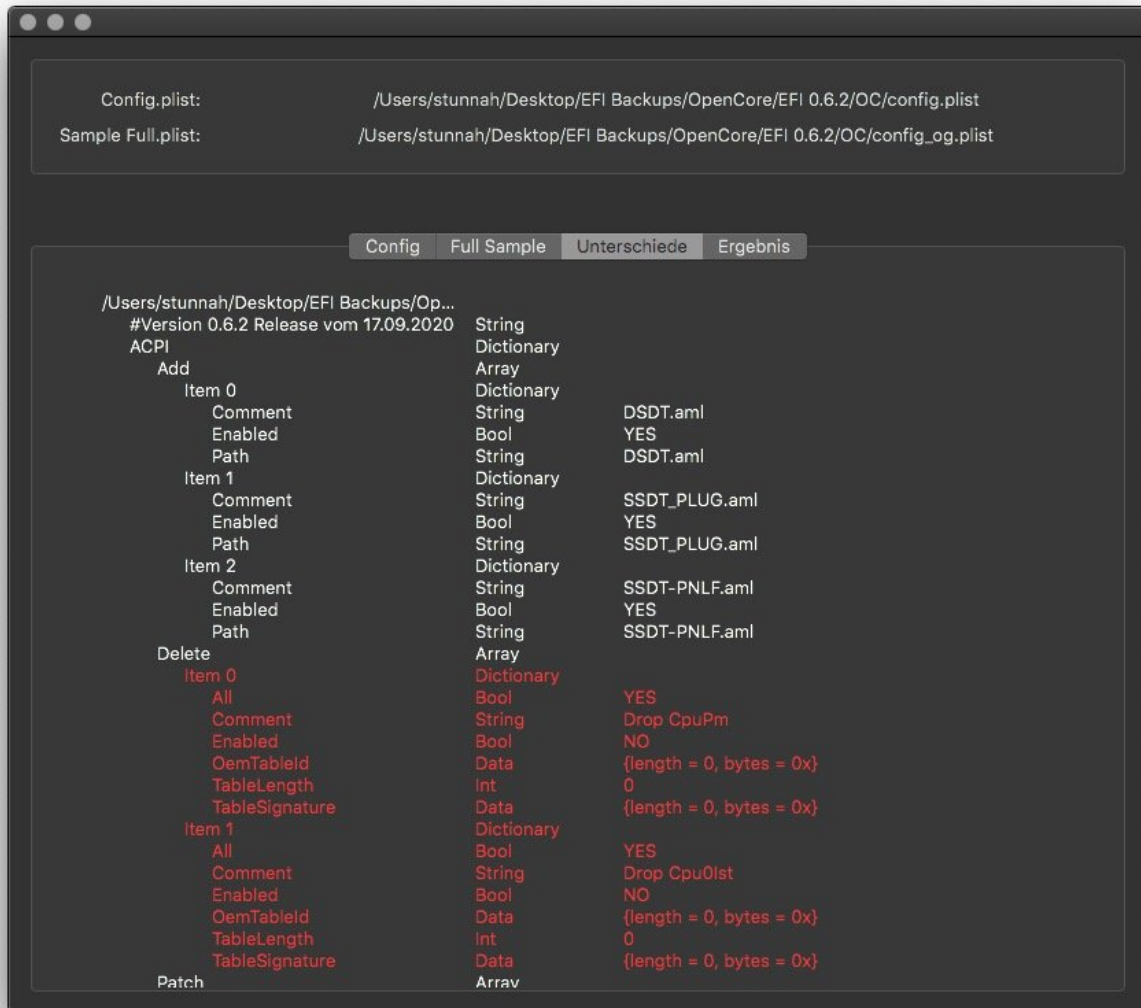 Config.plist: /Users/stunnah/Desktop/EFI Backups/OpenCore/EFI 0.6.2/OC/config.plist
Sample Full.plist: /Users/stunnah/Desktop/EFI Backups/OpenCore/EFI 0.6.2/OC/config_og.plist
Config Full Sample Unterschiede Ergebnis
/Users/stunnah/Desktop/EFI Backups/Op...
#Version 0.6.2 Release vom 17.09.2020 String
ACPI Dictionary
Add Array
Item 0 Dictionary
Comment String DSDT.aml
Enabled Bool YES
Path String DSDT.aml
Item 1 Dictionary
Comment String SSDT_PLUG.aml
Enabled Bool YES
Path String SSDT_PLUG.aml
Item 2 Dictionary
Comment String SSDT-PNLF.aml
Enabled Bool YES
Path String SSDT-PNLF.aml
Delete Array
Item 0 Dictionary
All Bool YES
Comment String Drop CpuPm
Enabled Bool NO
OemTableId Data {length = 0, bytes = 0x}
TableLength Int 0
TableSignature Data {length = 0, bytes = 0x}
Item 1 Dictionary
All Bool YES
Comment String Drop Cpu0Ist
Enabled Bool NO
OemTableId Data {length = 0, bytes = 0x}
TableLength Int 0
TableSignature Data {length = 0, bytes = 0x}
Patch Array